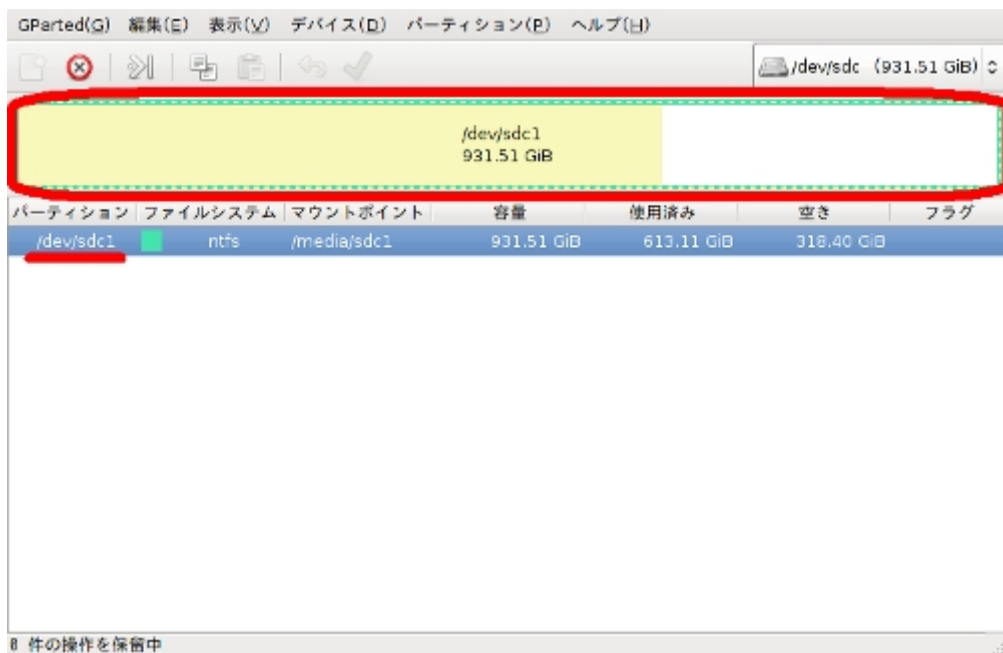 GParted(G) 編集(E) 表示(V) デバイス(D) パーティション(P) ヘルプ(H)
/dev/sdc (931.51 GiB)
/dev/sdc1
931.51 GiB
パーティション ファイルシステム マウントポイント 容量 使用済み 空き フラグ
/dev/sdc1 ntfs /media/sdc1 931.51 GiB 613.11 GiB 318.40 GiB
0 件の操作を保留中